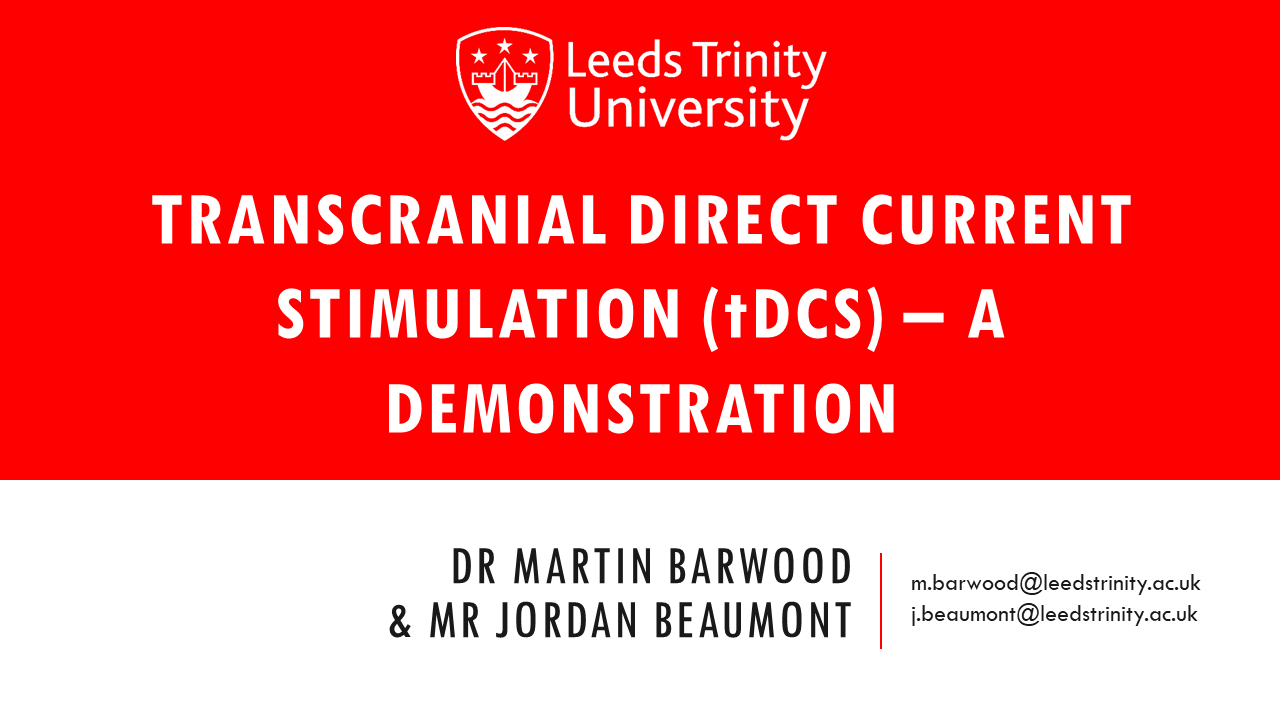 Leeds Trinity
University
TRANSCRANIAL DIRECT CURRENT
STIMULATION (tDCS) – A
DEMONSTRATION
DR MARTIN BARWOOD
& MR JORDAN BEAUMONT
m.barwood@leedstrinity.ac.uk
j.beaumont@leedstrinity.ac.uk